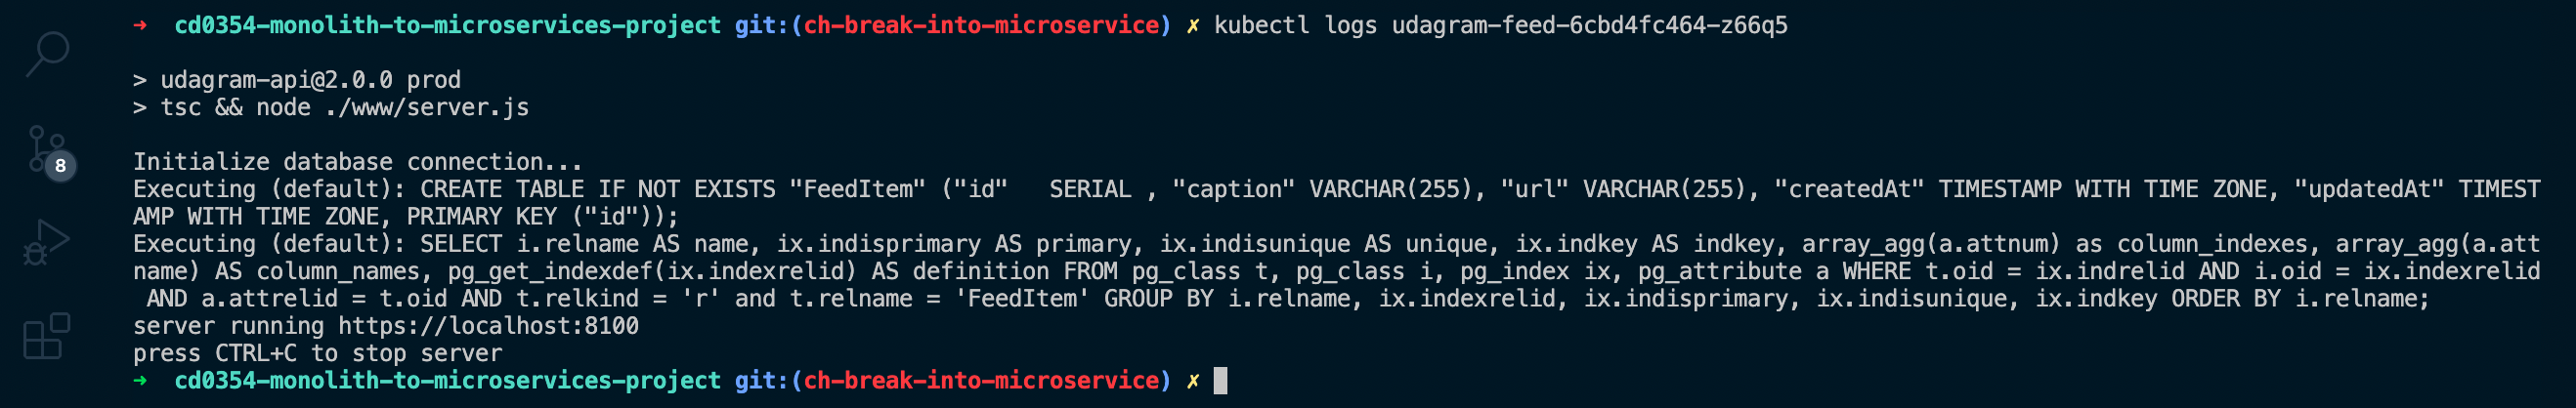 ➜  cd0354-monolith-to-microservices-project git:(ch-break-into-microservice) ✗ kubectl logs udagram-feed-6cbd4fc464-z66q5
> udagram-api@2.0.0 prod
> tsc && node ./www/server.js
8
Initialize database connection...
Executing (default): CREATE TABLE IF NOT EXISTS "FeedItem" ("id"   SERIAL , "caption" VARCHAR(255), "url" VARCHAR(255), "createdAt" TIMESTAMP WITH TIME ZONE, "updatedAt" TIMEST
AMP WITH TIME ZONE, PRIMARY KEY ("id"));
Executing (default): SELECT i.relname AS name, ix.indisprimary AS primary, ix.indisunique AS unique, ix.indkey AS indkey, array_agg(a.attnum) as column_indexes, array_agg(a.att
name) AS column_names, pg_get_indexdef(ix.indexrelid) AS definition FROM pg_class t, pg_class i, pg_index ix, pg_attribute a WHERE t.oid = ix.indrelid AND i.oid = ix.indexrelid
 AND a.attrelid = t.oid AND t.relkind = 'r' and t.relname = 'FeedItem' GROUP BY i.relname, ix.indexrelid, ix.indisprimary, ix.indisunique, ix.indkey ORDER BY i.relname;
server running https://localhost:8100
press CTRL+C to stop server
➜  cd0354-monolith-to-microservices-project git:(ch-break-into-microservice) ✗